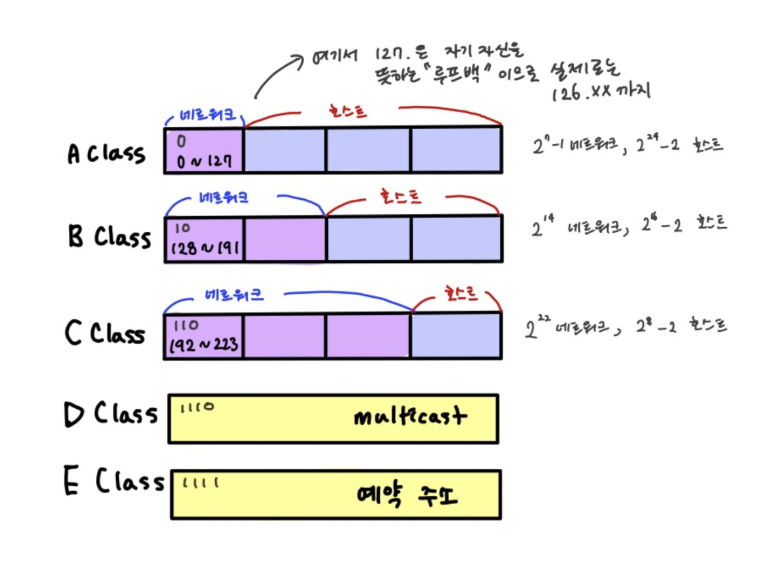 여기서 127.은 자기 자신을
뜻하는 "루프백" 이으로 실제로는
126.XX 까지
네트워크 호스트
A Class
0
0 ~ 127
2^7-1 네트워크, 2^24-2 호스트
네트워크 호스트
B Class
10
128 ~ 191
2^14 네트워크, 2^16-2 호스트
네트워크 호스트
C Class
110
192 ~ 223
2^22 네트워크, 2^8-2 호스트
D Class
1110
multicast
E Class
1111
예약 주소